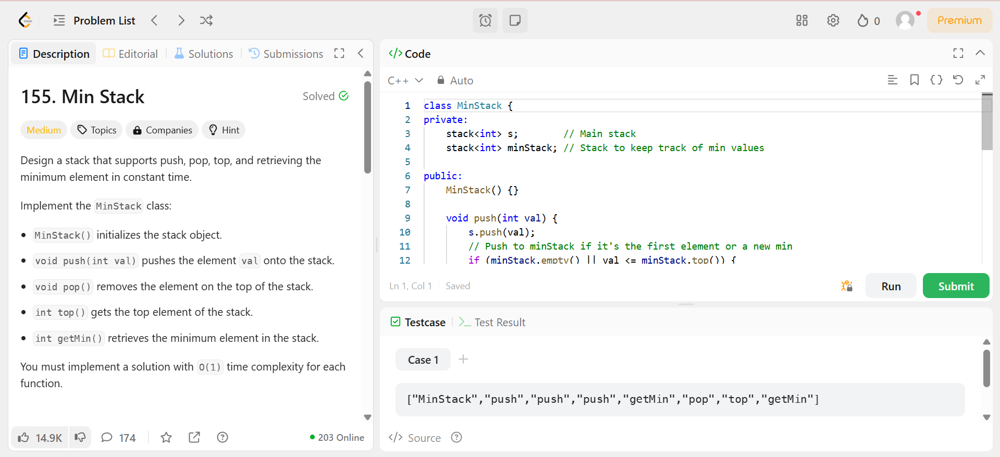 Problem List
0
Premium
Description
Editorial
Solutions
Submissions
155. Min Stack
Solved
Medium
Topics
Companies
Hint
Design a stack that supports push, pop, top, and retrieving the
minimum element in constant time.
Implement the MinStack class:
MinStack() initializes the stack object.
void push(int val) pushes the element val onto the stack.
void pop() removes the element on the top of the stack.
int top() gets the top element of the stack.
int getMin() retrieves the minimum element in the stack.
You must implement a solution with O(1) time complexity for each
function.
14.9K
174
203 Online
</> Code
C++
Auto
1 class MinStack {
2 private:
3 stack<int> s; // Main stack
4 stack<int> minStack; // Stack to keep track of min values
5
6 public:
7 MinStack() {}
8
9 void push(int val) {
10 s.push(val);
11 // Push to minStack if it's the first element or a new min
12 if (minStack.empty() || val <= minStack.top()) {
Ln 1, Col 1
Saved
Run
Submit
Testcase
Test Result
Case 1
["MinStack","push","push","push","getMin","pop","top","getMin"]
</> Source